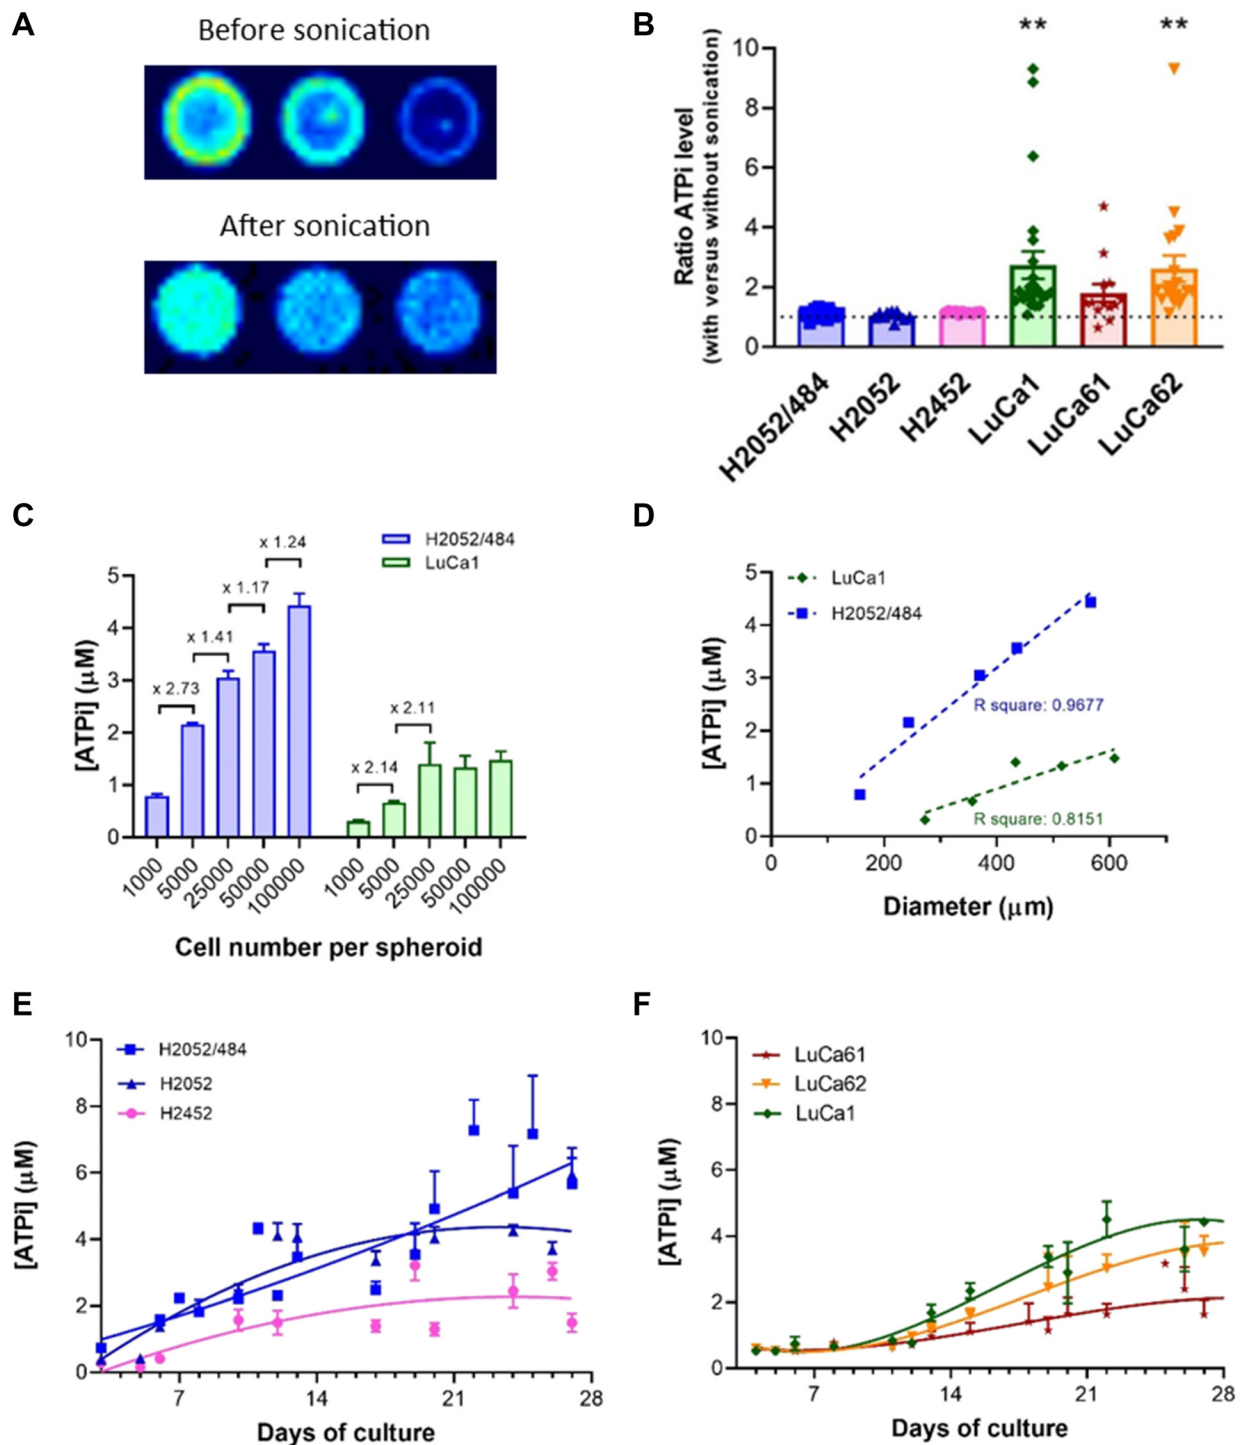 A
Before sonication
After sonication
B
Ratio ATPi level
(with versus without sonication)
** **
10
8
6
4
2
0
H2052/484
H2052
H2452
LuCa1
LuCa61
LuCa62
C
H2052/484
LuCa1
x 1.24
x 1.17
x 1.41
x 2.73
x 2.11
x 2.14
[ATPi] (μM)
5
4
3
2
1
0
1000
5000
25000
50000
100000
1000
5000
25000
50000
100000
Cell number per spheroid
D
LuCa1
H2052/484
[ATPi] (μM)
5
4
3
2
1
0
R square: 0.9677
R square: 0.8151
0 200 400 600
Diameter (μm)
E
H2052/484
H2052
H2452
[ATPi] (μM)
10
8
6
4
2
0
7 14 21 28
Days of culture
F
LuCa61
LuCa62
LuCa1
[ATPi] (μM)
10
8
6
4
2
0
7 14 21 28
Days of culture